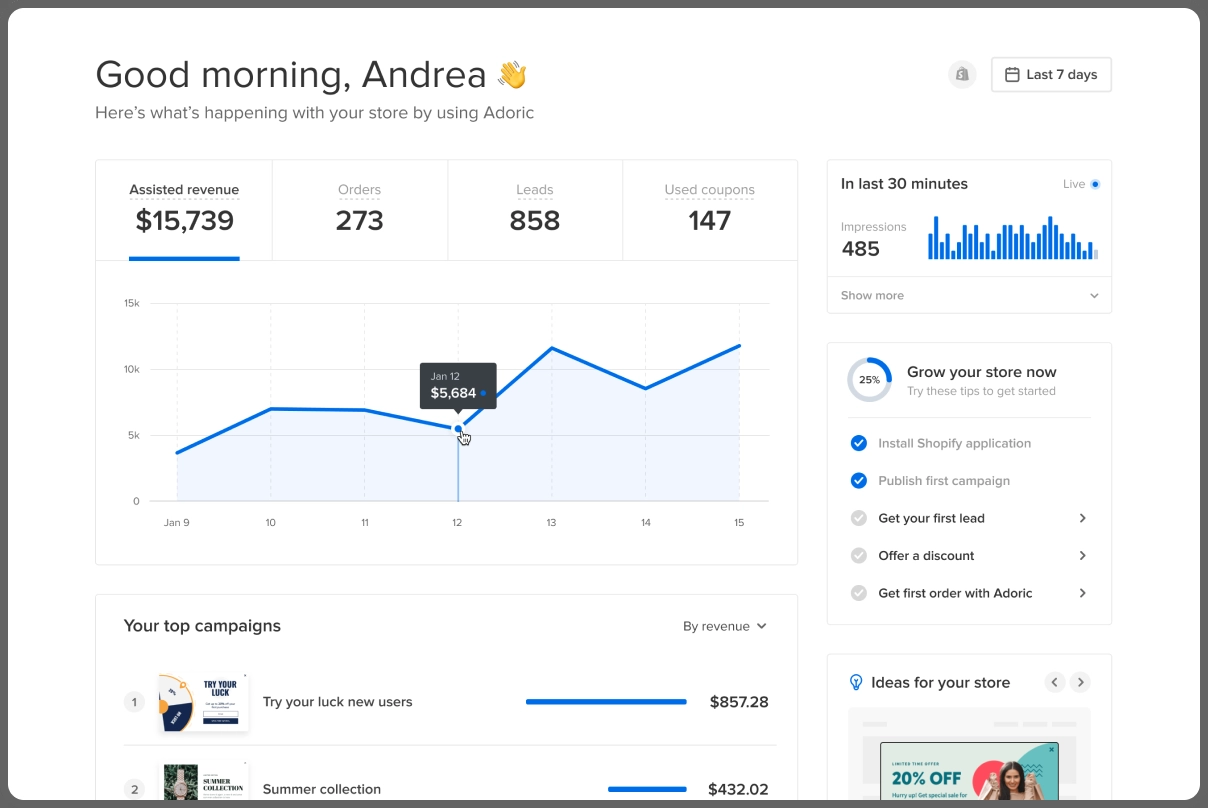 Good morning, Andrea 👋
Here's what's happening with your store by using Adoric
Last 7 days
Assisted revenue
$15,739
Orders
273
Leads
858
Used coupons
147
15k
10k
5k
0
Jan 12
$5,684
Jan 9
10
11
12
13
14
15
In last 30 minutes
Live
Impressions
485
Show more
25%
Grow your store now
Try these tips to get started
Install Shopify application
Publish first campaign
Get your first lead
Offer a discount
Get first order with Adoric
Your top campaigns
By revenue
1
TRY YOUR
LUCK
Try your luck new users
$857.28
2
SUMMER
COLLECTION
Summer collection
$432.02
Ideas for your store
LIMITED TIME OFFER
20% OFF
Hurry up! Get special sale for